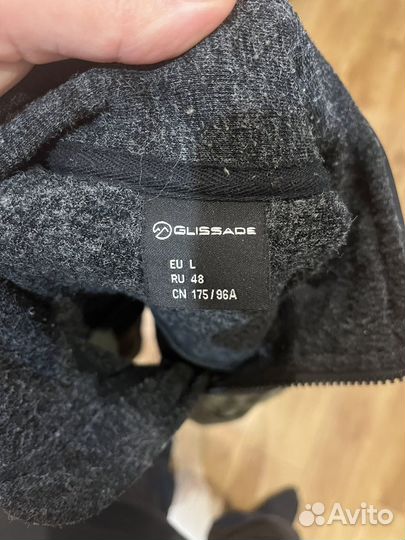 GLISSADE
EU L
RU 48
CN 175/96A
Avito